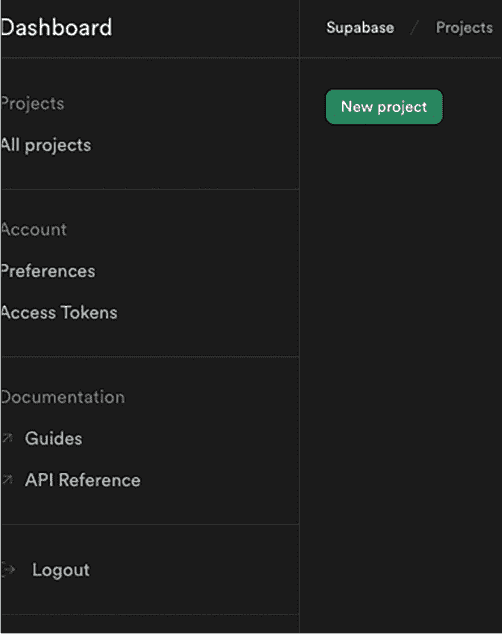 Dashboard
Supabase / Projects
Projects
All projects
New project
Account
Preferences
Access Tokens
Documentation
Guides
API Reference
Logout